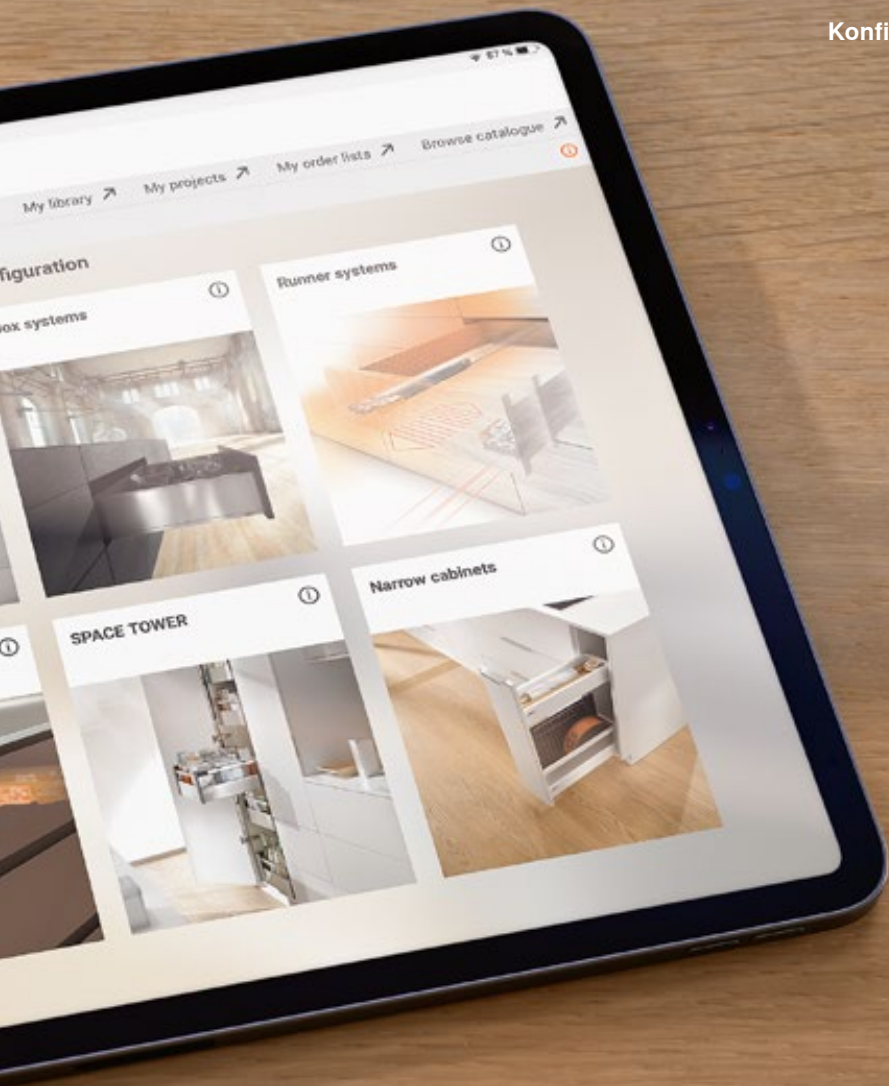 Konfi
87 %
My library
My projects
My order lists
Browse catalogue
figuration
ox systems
Runner systems
SPACE TOWER
Narrow cabinets